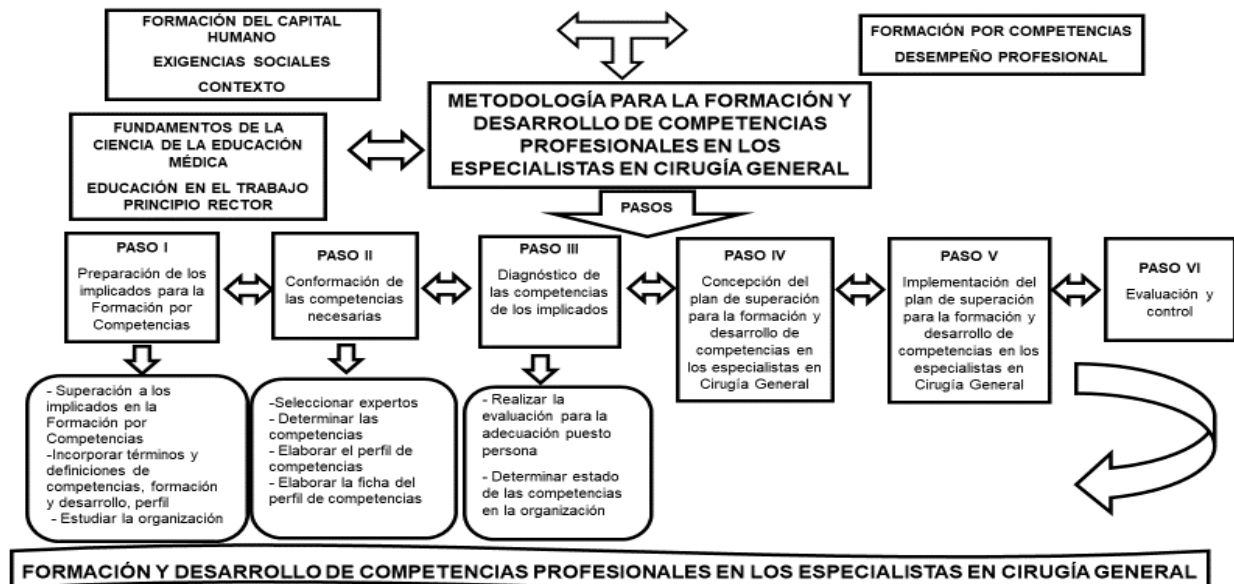 FORMACIÓN DEL CAPITAL
HUMANO
EXIGENCIAS SOCIALES
CONTEXTO
FORMACIÓN POR COMPETENCIAS
DESEMPEÑO PROFESIONAL
METODOLOGÍA PARA LA FORMACIÓN Y
DESARROLLO DE COMPETENCIAS
PROFESIONALES EN LOS
ESPECIALISTAS EN CIRUGÍA GENERAL
FUNDAMENTOS DE LA
CIENCIA DE LA EDUCACIÓN
MÉDICA
EDUCACIÓN EN EL TRABAJO
PRINCIPIO RECTOR
PASOS
PASO I
Preparación de los
implicados para la
Formación por
Competencias
PASO II
Conformación de
las competencias
necesarias
PASO III
Diagnóstico de
las competencias
de los implicados
PASO IV
Concepción del
plan de superación
para la formación y
desarrollo de
competencias en
los especialistas en
Cirugía General
PASO V
Implementación del
plan de superación
para la formación y
desarrollo de
competencias en los
especialistas en
Cirugía General
PASO VI
Evaluación y
control
- Superación a los
implicados en la
Formación por
Competencias
-Incorporar términos y
definiciones de
competencias, formación
y desarrollo, perfil
- Estudiar la organización
-Seleccionar expertos
- Determinar las
competencias
- Elaborar el perfil de
competencias
- Elaborar la ficha del
perfil de competencias
- Realizar la
evaluación para la
adecuación puesto
persona
- Determinar estado
de las competencias
en la organización
FORMACIÓN Y DESARROLLO DE COMPETENCIAS PROFESIONALES EN LOS ESPECIALISTAS EN CIRUGÍA GENERAL